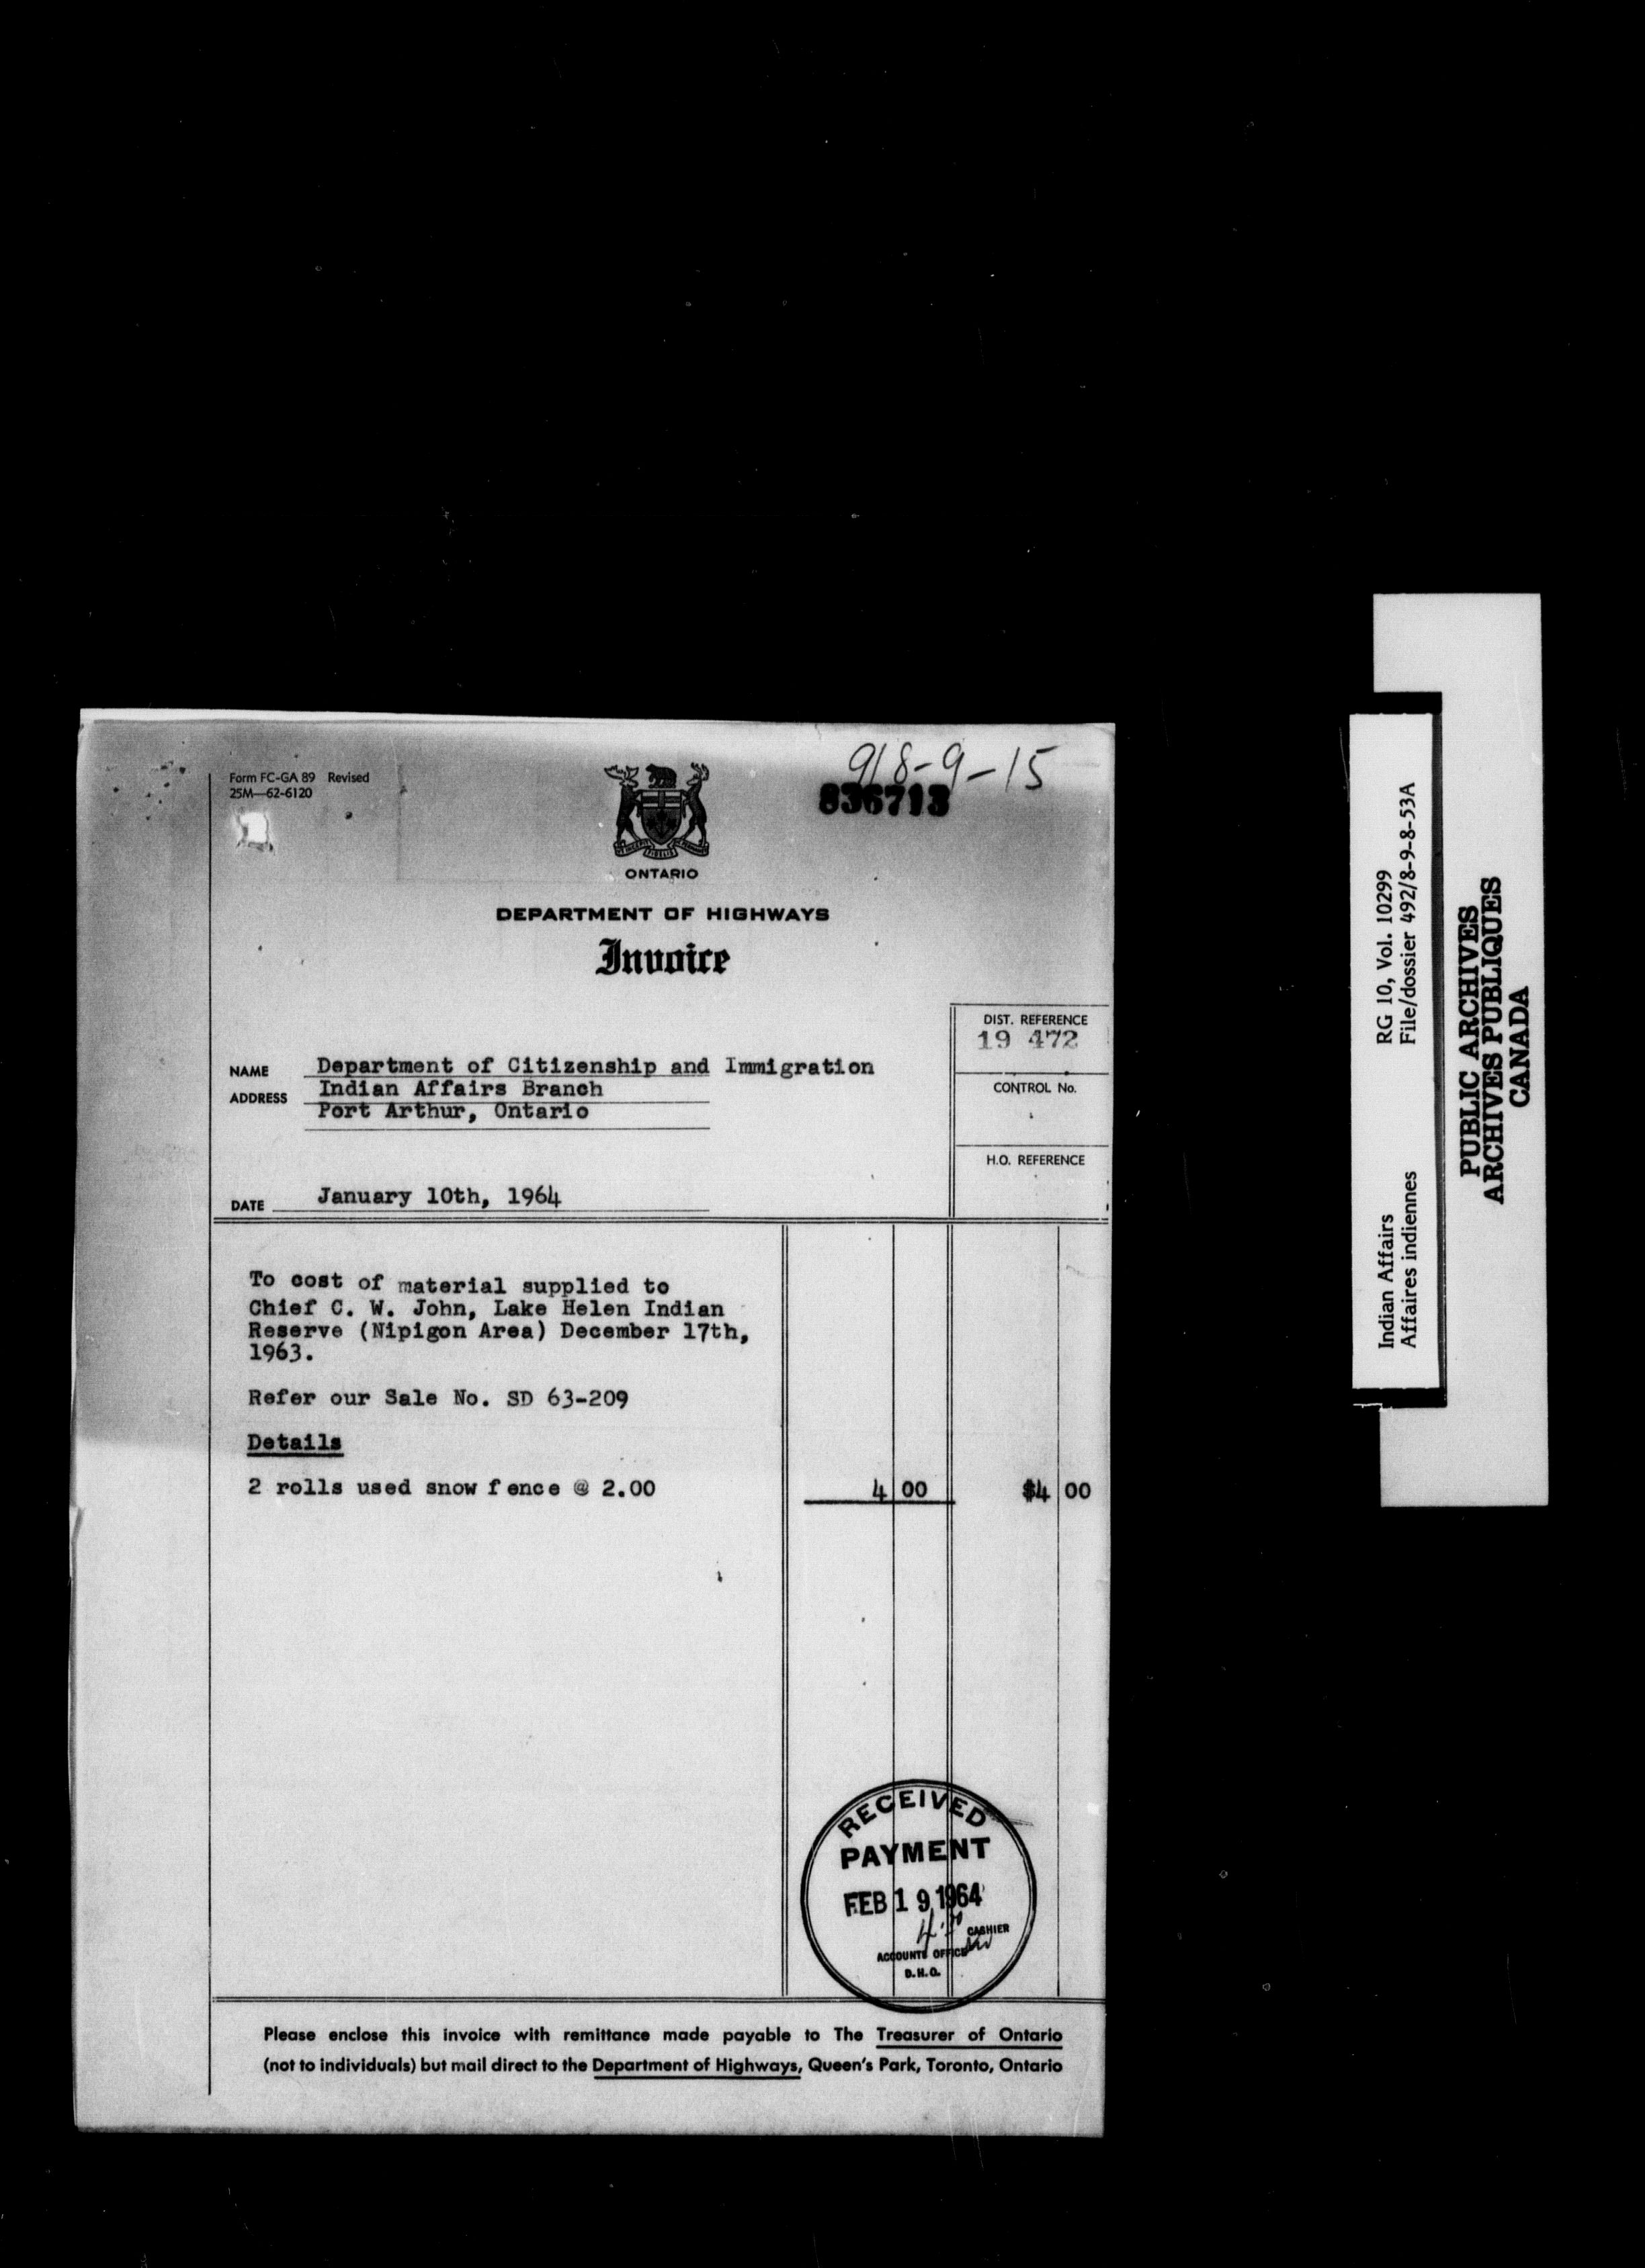 918-9-15
836713
Form FC-GA 89 Revised
25M—62-6120
ONTARIO
DEPARTMENT OF HIGHWAYS
Invoice
DIST. REFERENCE
19 472
NAME Department of Citizenship and Immigration
ADDRESS Indian Affairs Branch
Port Arthur, Ontario
CONTROL No.
H.O. REFERENCE
DATE January 10th, 1964
To cost of material supplied to
Chief C. W. John, Lake Helen Indian
Reserve (Nipigon Area) December 17th,
1963.
Refer our Sale No. SD 63-209
Details
2 rolls used snow fence @ 2.00 4 00 $4 00
RECEIVED
PAYMENT
FEB 19 1964
CASHIER
ACCOUNTS OFFICE
D.H.O.
Please enclose this invoice with remittance made payable to The Treasurer of Ontario
(not to individuals) but mail direct to the Department of Highways, Queen's Park, Toronto, Ontario
Indian Affairs RG 10, Vol. 10299
Affaires indiennes File/dossier 492/8-9-8-53A
PUBLIC ARCHIVES
ARCHIVES PUBLIQUES
CANADA